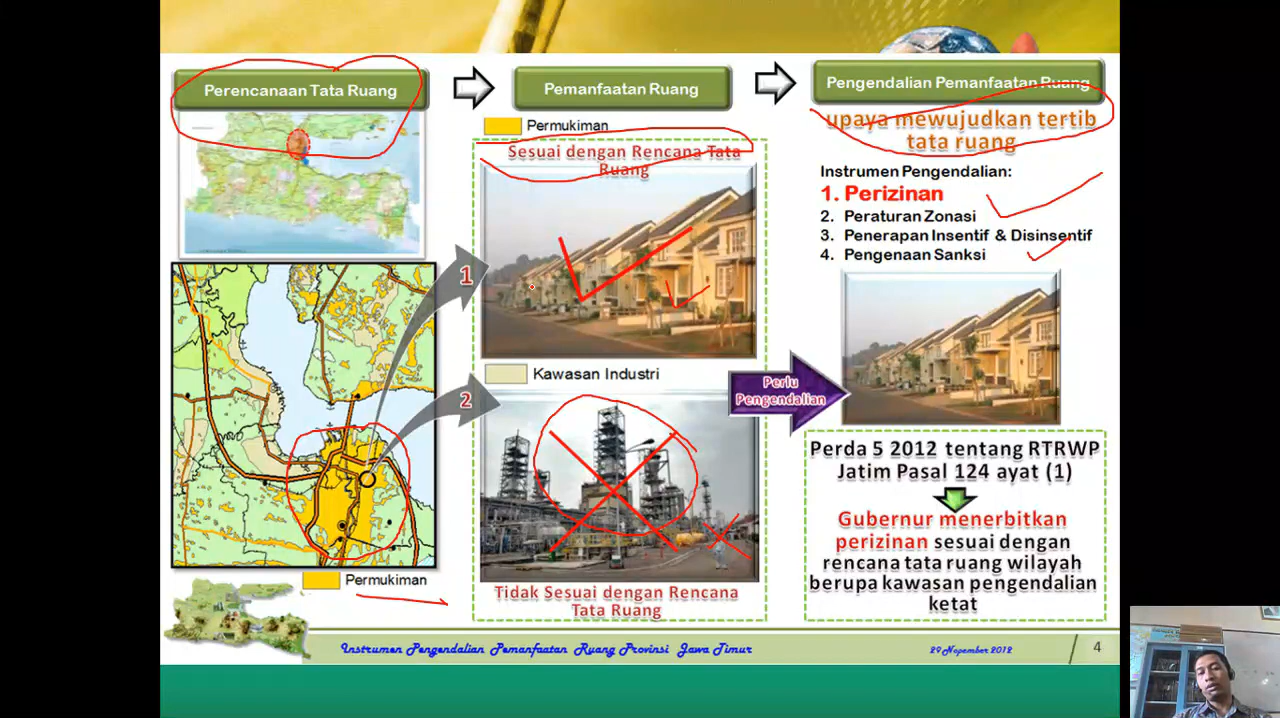 Perencanaan Tata Ruang
Pemanfaatan Ruang
Pengendalian Pemanfaatan Ruang
Permukiman
Sesuai dengan Rencana Tata
Ruang
upaya mewujudkan tertib
tata ruang
Instrumen Pengendalian:
1. Perizinan
2. Peraturan Zonasi
3. Penerapan Insentif & Disinsentif
4. Pengenaan Sanksi
1
2
Kawasan Industri
Perlu
Pengendalian
Tidak Sesuai dengan Rencana
Tata Ruang
Permukiman
Perda 5 2012 tentang RTRWP
Jatim Pasal 124 ayat (1)
Gubernur menerbitkan
perizinan sesuai dengan
rencana tata ruang wilayah
berupa kawasan pengendalian
ketat
Instrumen Pengendalian Pemanfaatan Ruang Provinsi Jawa Timur
29 Nopember 2012
4